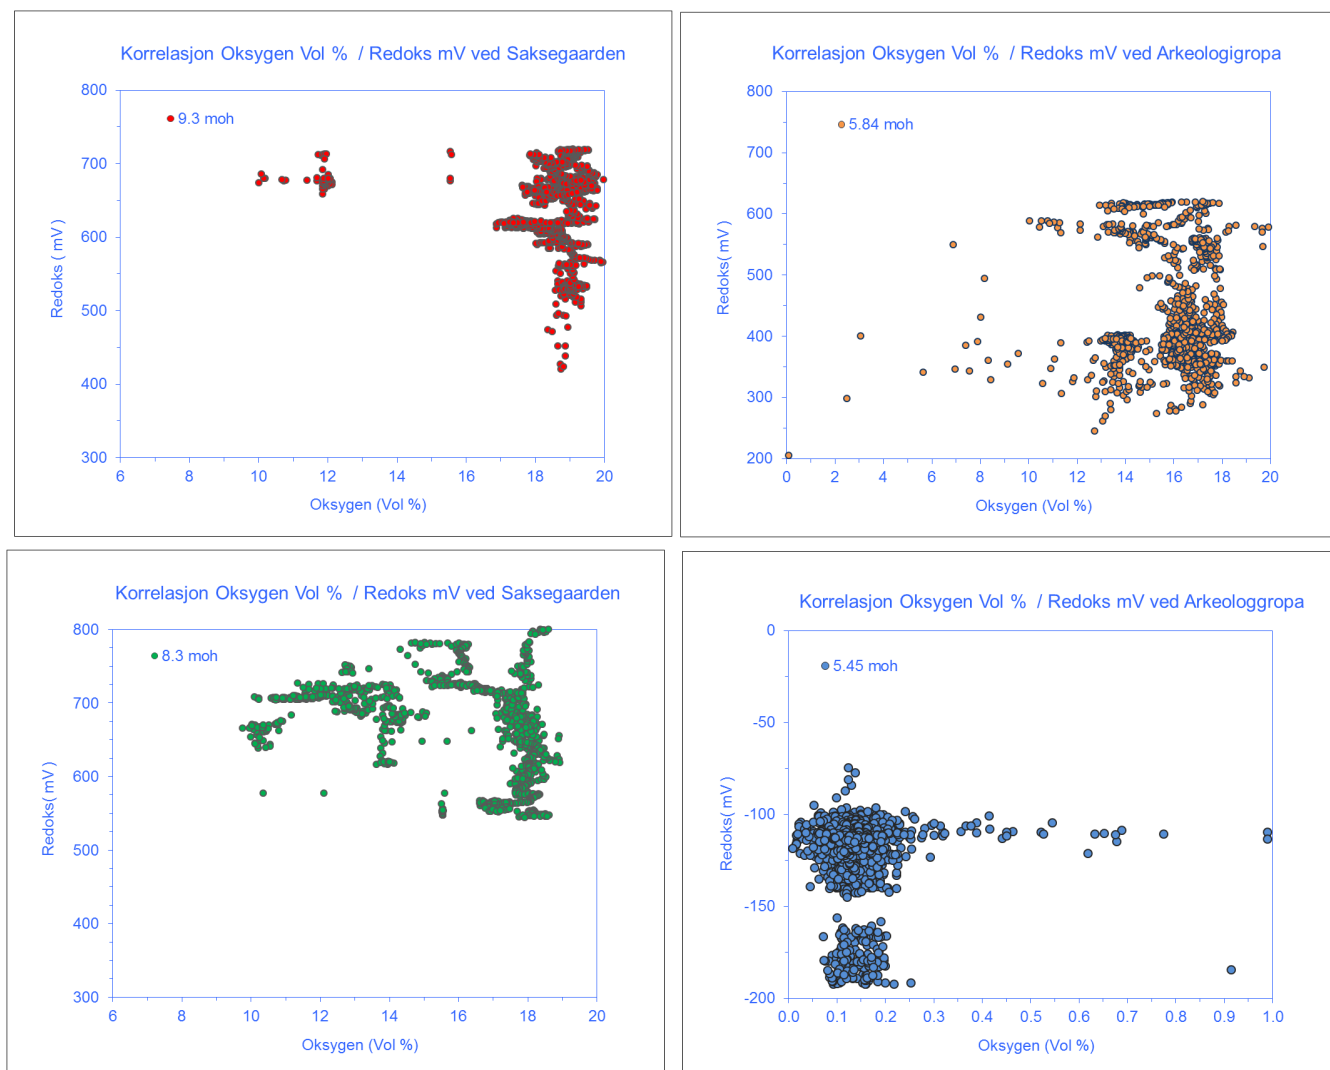 Korrelasjon Oksygen Vol % / Redoks mV ved Saksegaarden
800
9.3 moh
700
600
500
400
300
Redoks ( mV )
6 8 10 12 14 16 18 20
Oksygen (Vol %)
Korrelasjon Oksygen Vol % / Redoks mV ved Arkeologigropa
800
5.84 moh
700
600
500
400
300
200
Redoks( mV )
0 2 4 6 8 10 12 14 16 18 20
Oksygen (Vol %)
Korrelasjon Oksygen Vol % / Redoks mV ved Saksegaarden
800
8.3 moh
700
600
500
400
300
Redoks( mV )
6 8 10 12 14 16 18 20
Oksygen (Vol %)
Korrelasjon Oksygen Vol % / Redoks mV ved Arkeologgropa
0
5.45 moh
-50
-100
-150
-200
Redoks( mV )
0.0 0.1 0.2 0.3 0.4 0.5 0.6 0.7 0.8 0.9 1.0
Oksygen (Vol %)